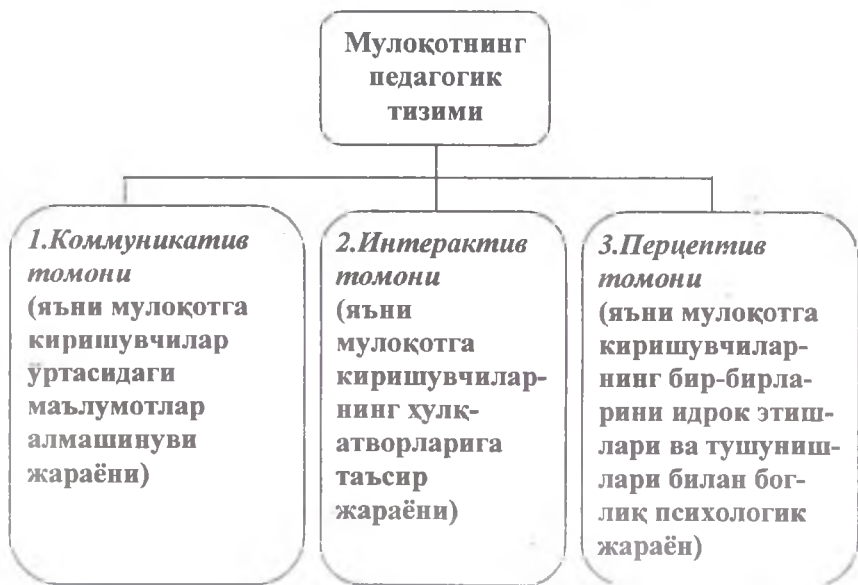 Мулоқотнинг
педагогик
тизими
1.Коммуникатив
томони
(яъни мулоқотга
киришувчилар
ўртасидаги
маълумотлар
алмашинуви
жараёни)
2.Интерактив
томони
(яъни
мулоқотга
киришувчилар-
нинг ҳулқ-
атворларига
таъсир
жараёни)
3.Перцептив
томони
(яъни мулоқотга
киришувчилар-
нинг бир-бирла-
рини идрок этиш-
лари ва тушуниш-
лари билан бог-
лиқ психологик
жараён)